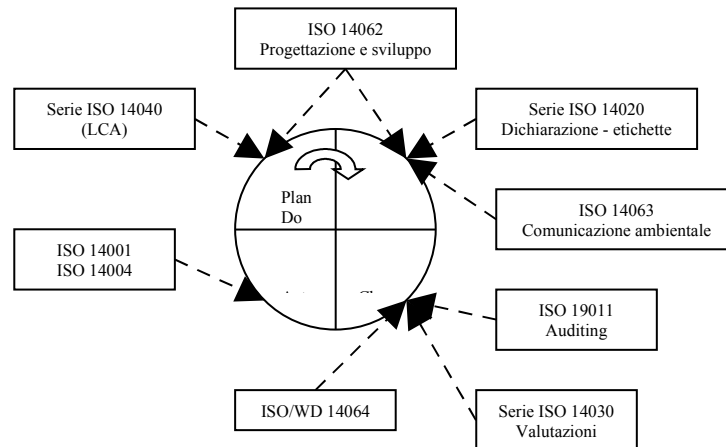 ISO 14062
Progettazione e sviluppo
Serie ISO 14040
(LCA)
Serie ISO 14020
Dichiarazione - etichette
Plan
Do
ISO 14063
Comunicazione ambientale
ISO 14001
ISO 14004
ISO 19011
Auditing
ISO/WD 14064
Serie ISO 14030
Valutazioni